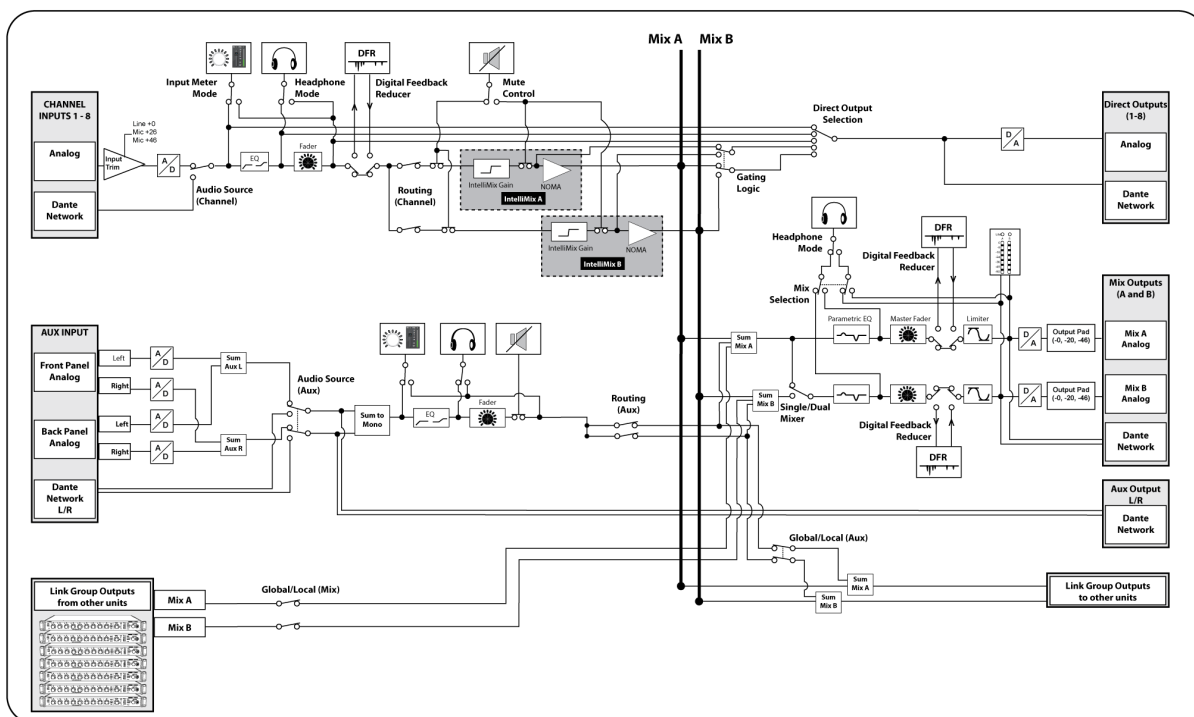 Mix A
Mix B
DFR
Input Meter
Mode
Headphone
Mode
Digital Feedback
Reducer
Mute
Control
CHANNEL
INPUTS 1 - 8
Line +0
Mic +26
Mic +46
Analog
Input
Trim
A/D
EQ
Fader
Audio Source
(Channel)
Dante
Network
Routing
(Channel)
IntelliMix Gain
NOMA
IntelliMix A
IntelliMix Gain
NOMA
IntelliMix B
Gating
Logic
Direct Output
Selection
D/A
Direct Outputs
(1-8)
Analog
Dante
Network
Headphone
Mode
DFR
Digital Feedback
Reducer
Mix
Selection
Parametric EQ
Master Fader
Limiter
Sum
Mix A
Sum
Mix B
Single/Dual
Mixer
Digital Feedback
Reducer
DFR
D/A
Output Pad
(-0, -20, -46)
D/A
Output Pad
(-0, -20, -46)
Mix Outputs
(A and B)
Mix A
Analog
Mix B
Analog
Dante
Network
AUX INPUT
Front Panel
Analog
Left
A/D
Right
A/D
Back Panel
Analog
Left
A/D
Right
A/D
Sum
Aux L
Sum
Aux R
Dante
Network
L/R
Audio Source
(Aux)
Sum to
Mono
EQ
Fader
Routing
(Aux)
Aux Output
L/R
Dante
Network
Global/Local (Aux)
Sum
Mix A
Sum
Mix B
Link Group Outputs
to other units
Link Group Outputs
from other units
Mix A
Mix B
Global/Local (Mix)